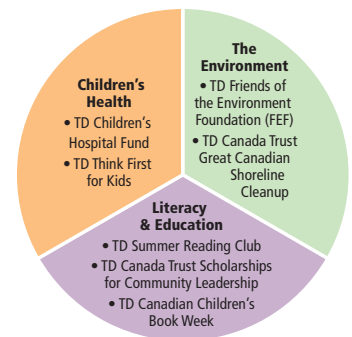 Children's
Health
• TD Children's
Hospital Fund
• TD Think First
for Kids
The
Environment
• TD Friends of
the Environment
Foundation (FEF)
• TD Canada Trust
Great Canadian
Shoreline
Cleanup
Literacy
& Education
• TD Summer Reading Club
• TD Canada Trust Scholarships
for Community Leadership
• TD Canadian Children's
Book Week